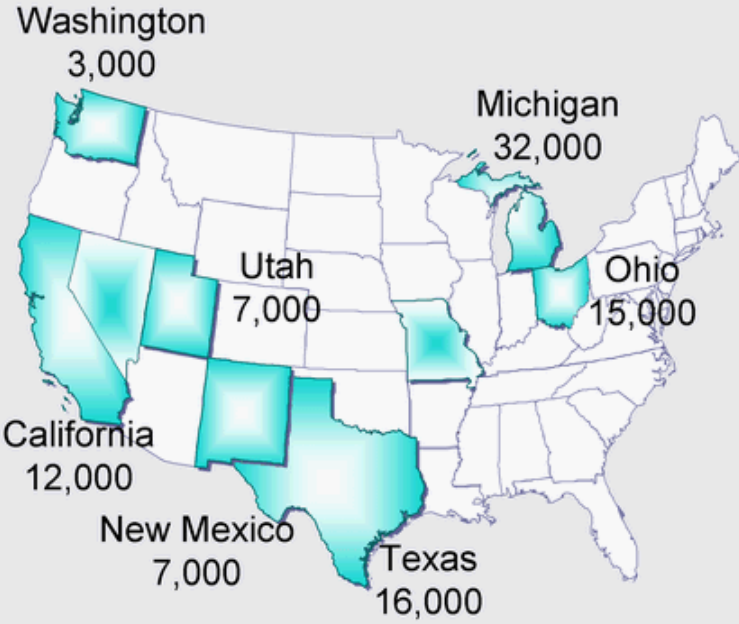 Washington
3,000
Michigan
32,000
Utah
7,000
Ohio
15,000
California
12,000
New Mexico
7,000
Texas
16,000